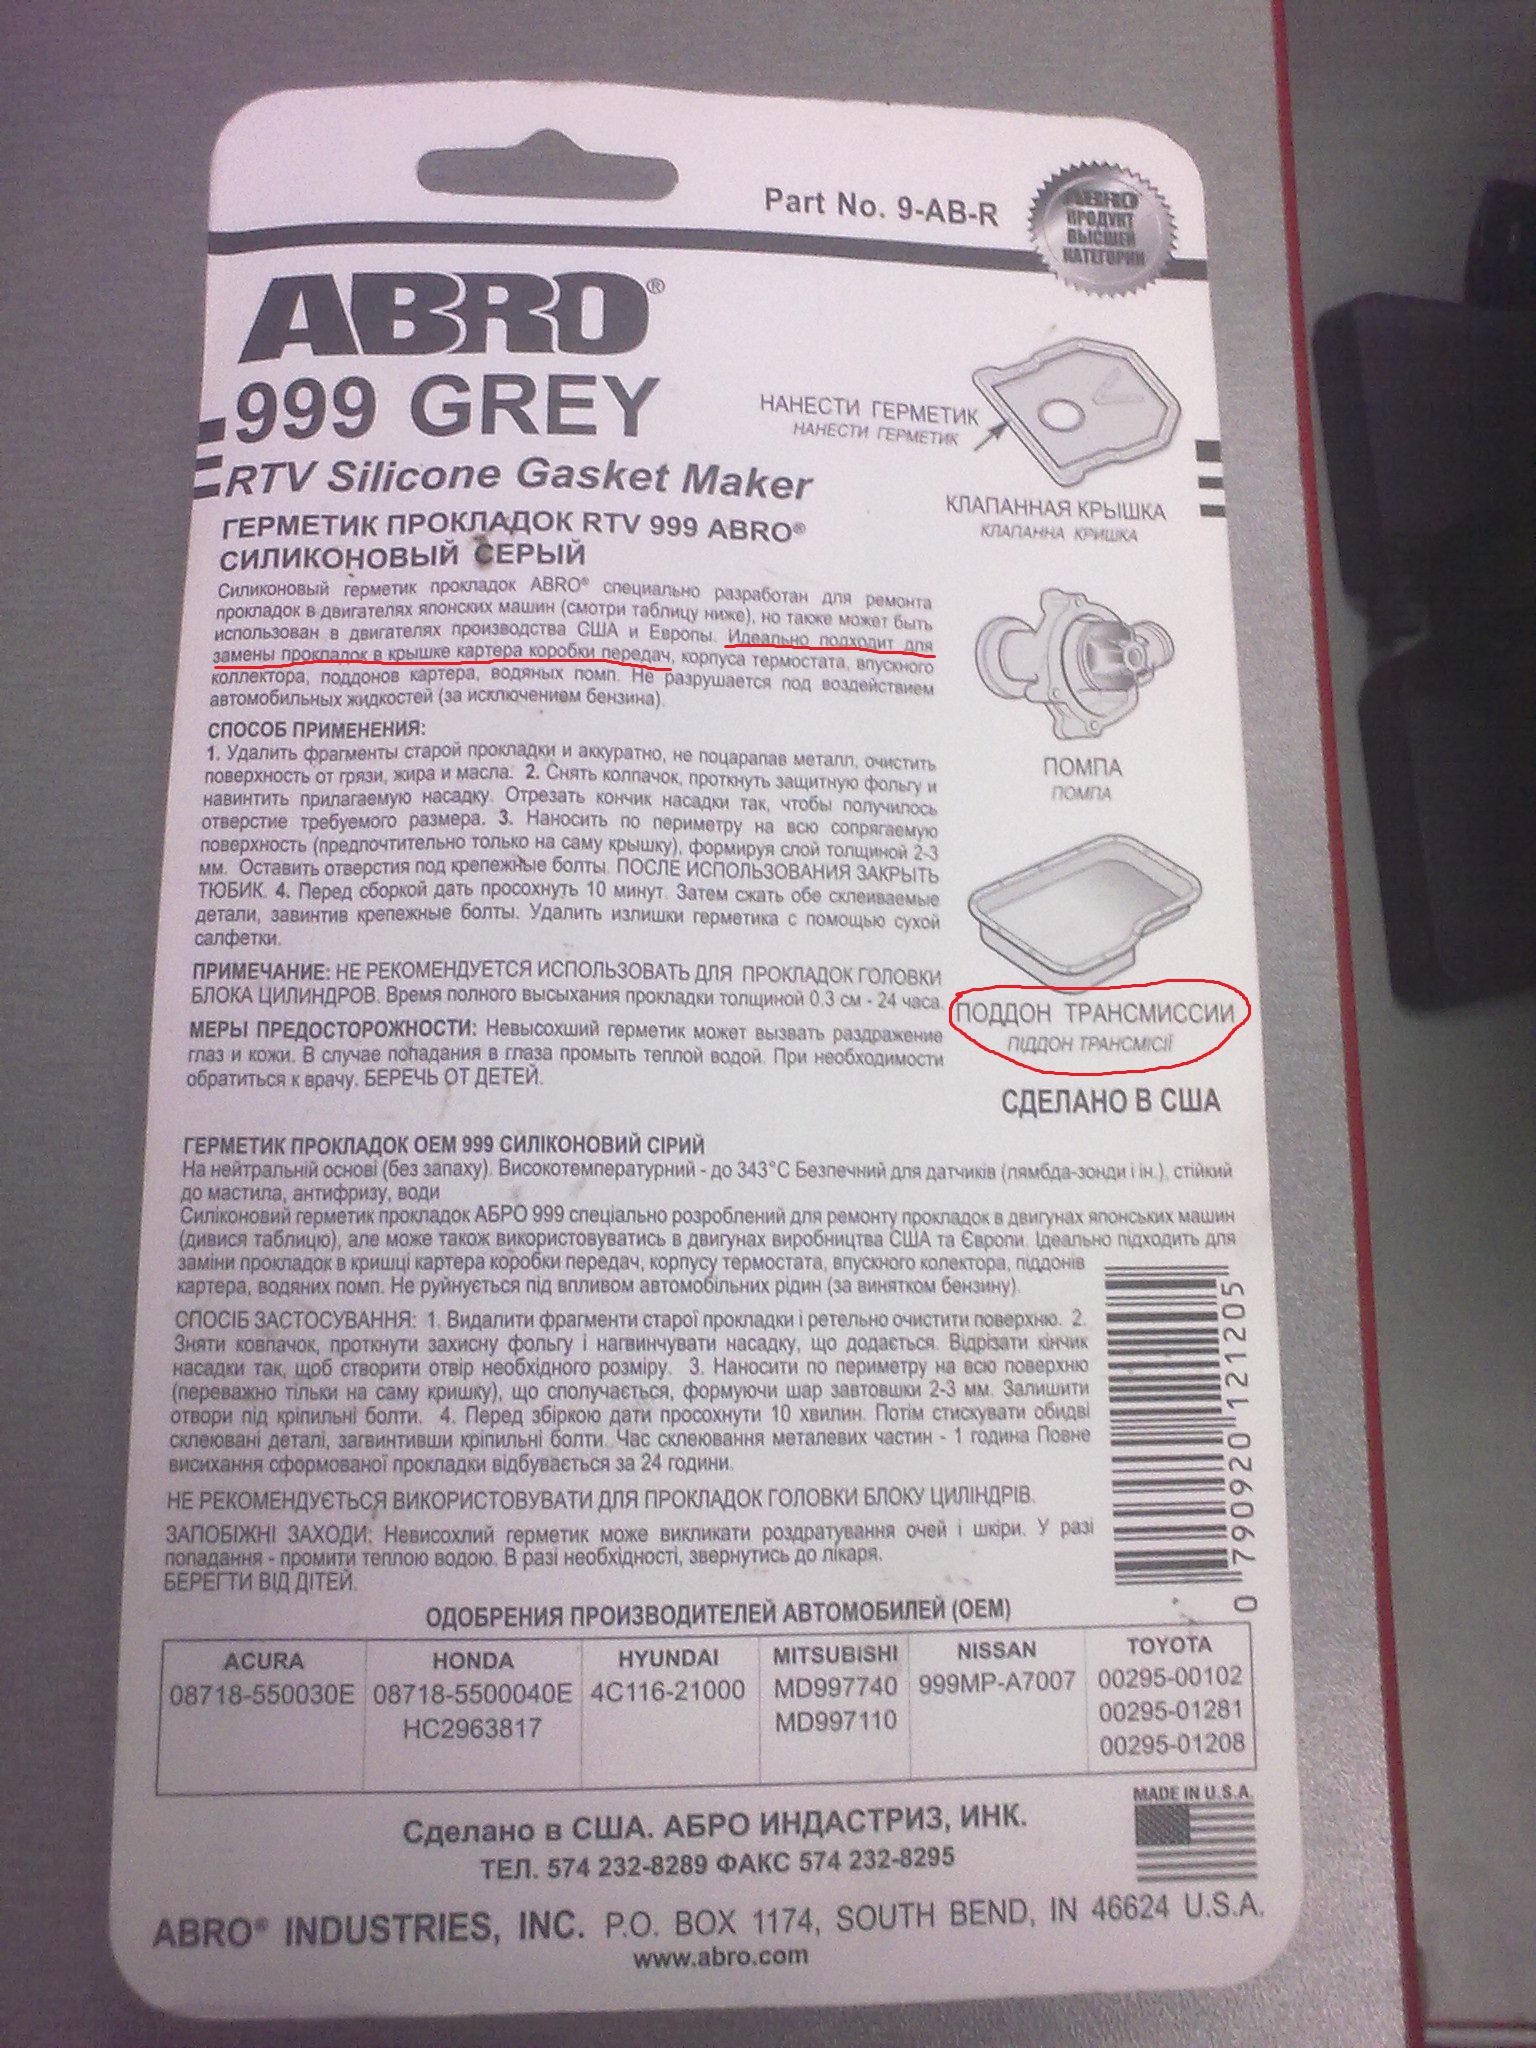 Part No. 9-AB-R
ABRO
ПРОДУКТ
ВЫСШЕЙ
КАТЕГОРИИ
ABRO®
999 GREY
RTV Silicone Gasket Maker
ГЕРМЕТИК ПРОКЛАДОК RTV 999 ABRO®
СИЛИКОНОВЫЙ СЕРЫЙ
Силиконовый герметик прокладок ABRO® специально разработан для ремонта
прокладок в двигателях японских машин (смотри таблицу ниже), но также может быть
использован в двигателях производства США и Европы. Идеально подходит для
замены прокладок в крышке картера коробки передач, корпуса термостата, впускного
коллектора, поддонов картера, водяных помп. Не разрушается под воздействием
автомобильных жидкостей (за исключением бензина).
СПОСОБ ПРИМЕНЕНИЯ:
1. Удалить фрагменты старой прокладки и аккуратно, не поцарапав металл, очистить
поверхность от грязи, жира и масла. 2. Снять колпачок, проткнуть защитную фольгу и
навинтить прилагаемую насадку. Отрезать кончик насадки так, чтобы получилось
отверстие требуемого размера. 3. Наносить по периметру на всю сопрягаемую
поверхность (предпочтительно только на саму крышку), формируя слой толщиной 2-3
мм. Оставить отверстия под крепежные болты. ПОСЛЕ ИСПОЛЬЗОВАНИЯ ЗАКРЫТЬ
ТЮБИК. 4. Перед сборкой дать просохнуть 10 минут. Затем сжать обе склеиваемые
детали, завинтив крепежные болты. Удалить излишки герметика с помощью сухой
салфетки.
ПРИМЕЧАНИЕ: НЕ РЕКОМЕНДУЕТСЯ ИСПОЛЬЗОВАТЬ ДЛЯ ПРОКЛАДОК ГОЛОВКИ
БЛОКА ЦИЛИНДРОВ. Время полного высыхания прокладки толщиной 0.3 см - 24 часа.
МЕРЫ ПРЕДОСТОРОЖНОСТИ: Невысохший герметик может вызвать раздражение
глаз и кожи. В случае попадания в глаза промыть теплой водой. При необходимости
обратиться к врачу. БЕРЕЧЬ ОТ ДЕТЕЙ.
НАНЕСТИ ГЕРМЕТИК
НАНЕСТИ ГЕРМЕТИК
КЛАПАННАЯ КРЫШКА
КЛАПАННА КРИШКА
ПОМПА
ПОМПА
ПОДДОН ТРАНСМИССИИ
ПІДДОН ТРАНСМІСІЇ
СДЕЛАНО В США
ГЕРМЕТИК ПРОКЛАДОК ОЕМ 999 СИЛІКОНОВИЙ СІРИЙ
На нейтральній основі (без запаху). Високотемпературний - до 343°С Безпечний для датчиків (лямбда-зонди і ін.), стійкий
до мастила, антифризу, води
Силіконовий герметик прокладок АБРО 999 спеціально розроблений для ремонту прокладок в двигунах японських машин
(дивися таблицю), але може також використовуватись в двигунах виробництва США та Європи. Ідеально підходить для
заміни прокладок в кришці картера коробки передач, корпусу термостата, впускного колектора, піддонів
картера, водяних помп. Не руйнується під впливом автомобільних рідин (за винятком бензину).
СПОСІБ ЗАСТОСУВАННЯ: 1. Видалити фрагменти старої прокладки і ретельно очистити поверхню. 2.
Зняти ковпачок, проткнути захисну фольгу і нагвинчувати насадку, що додається. Відрізати кінчик
насадки так, щоб створити отвір необхідного розміру. 3. Наносити по периметру на всю поверхню
(переважно тільки на саму кришку), що сполучається, формуючи шар завтовшки 2-3 мм. Залишити
отвори під кріпильні болти. 4. Перед збіркою дати просохнути 10 хвилин. Потім стискувати обидві
склеювані деталі, загвинтивши кріпильні болти. Час склеювання металевих частин - 1 година Повне
висихання сформованої прокладки відбувається за 24 години.
НЕ РЕКОМЕНДУЄТЬСЯ ВИКОРИСТОВУВАТИ ДЛЯ ПРОКЛАДОК ГОЛОВКИ БЛОКУ ЦИЛІНДРІВ.
ЗАПОБІЖНІ ЗАХОДИ: Невисохлий герметик може викликати роздратування очей і шкіри. У разі
попадання - промити теплою водою. В разі необхідності, звернутись до лікаря.
БЕРЕГТИ ВІД ДІТЕЙ.
0 790920 121205
ОДОБРЕНИЯ ПРОИЗВОДИТЕЛЕЙ АВТОМОБИЛЕЙ (ОЕМ)
ACURA HONDA HYUNDAI MITSUBISHI NISSAN TOYOTA
08718-550030E 08718-5500040E 4C116-21000 MD997740 999MP-A7007 00295-00102
HC2963817 MD997110 00295-01281
00295-01208
MADE IN U.S.A.
Сделано в США. АБРО ИНДАСТРИЗ, ИНК.
ТЕЛ. 574 232-8289 ФАКС 574 232-8295
ABRO® INDUSTRIES, INC. P.O. BOX 1174, SOUTH BEND, IN 46624 U.S.A.
www.abro.com